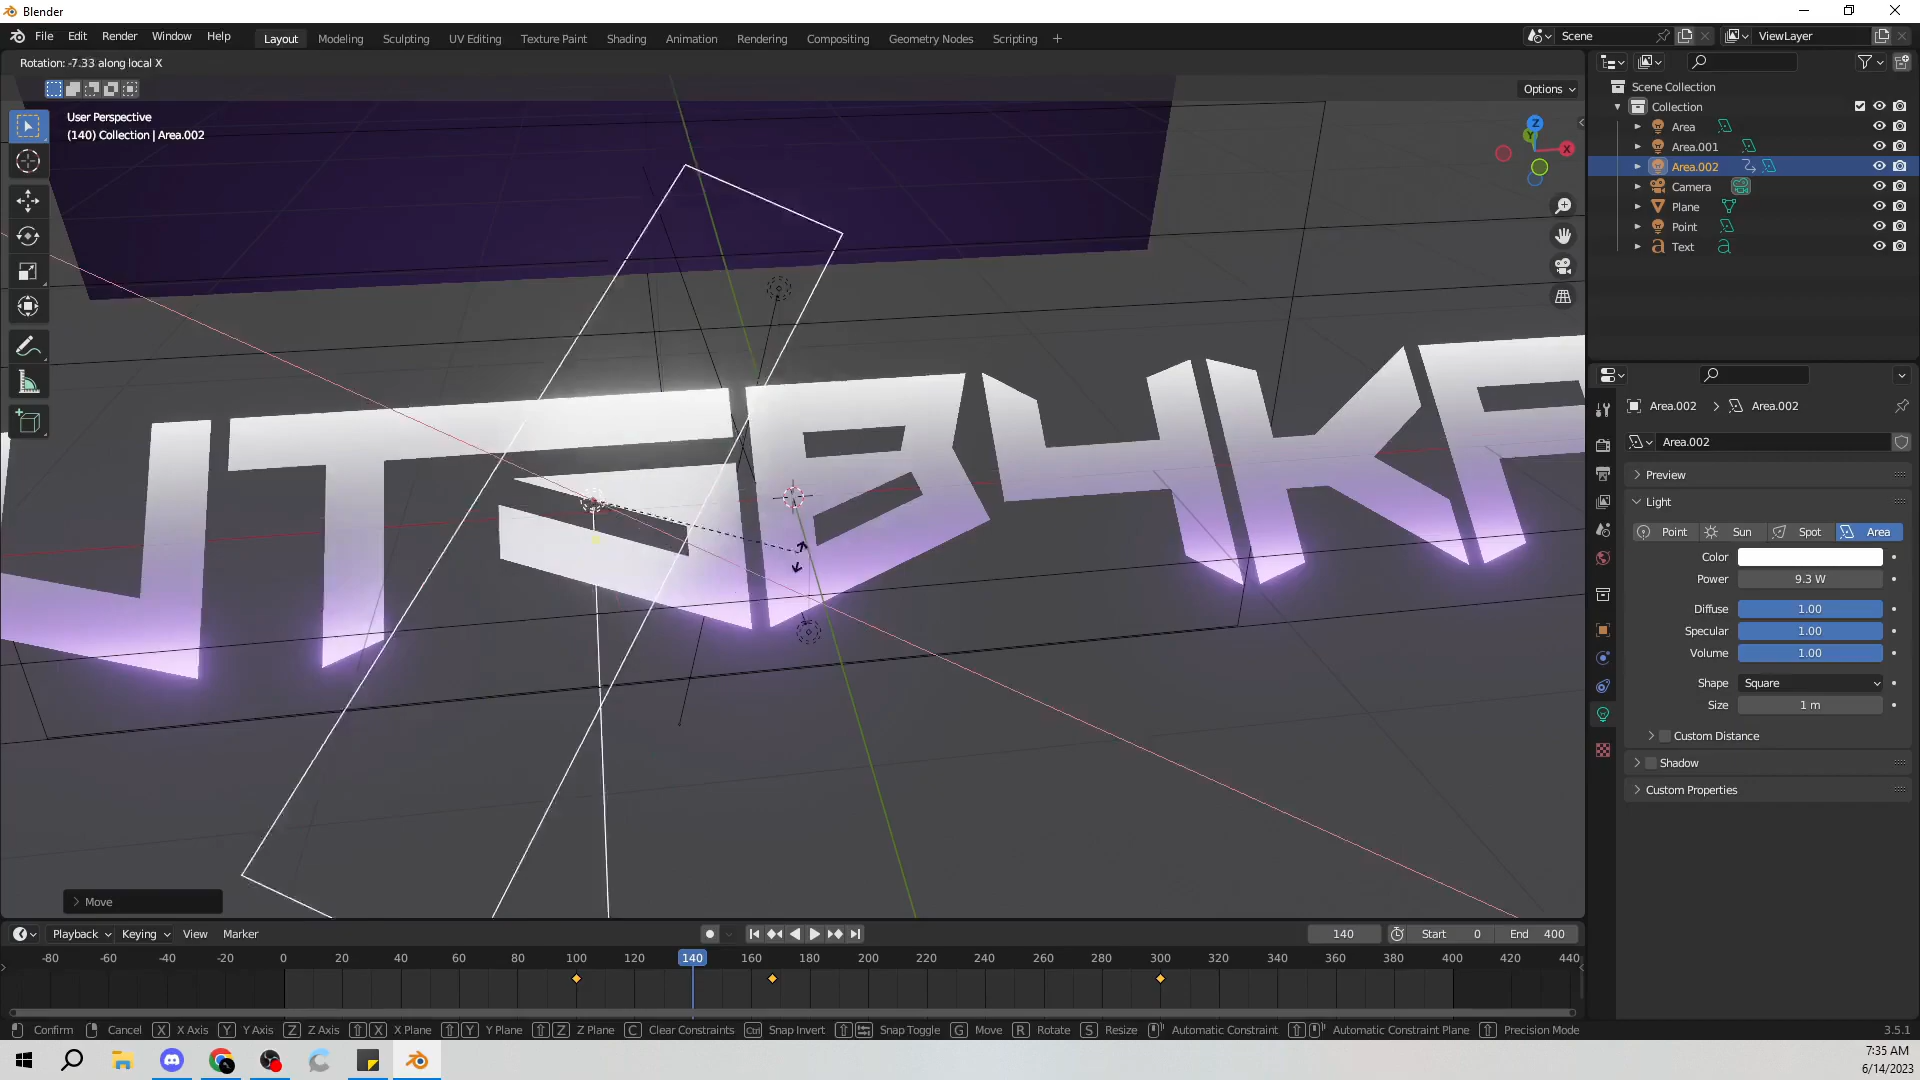 Blender
File Edit Render Window Help
Layout Modeling Sculpting UV Editing Texture Paint Shading Animation Rendering Compositing Geometry Nodes Scripting +
Scene
ViewLayer
Rotation: -7.33 along local X
Options
User Perspective
(140) Collection | Area.002
Z
Y
X
Scene Collection
Collection
Area
Area.001
Area.002
Camera
Plane
Point
Text
Area.002 > Area.002
Area.002
Preview
Light
Point Sun Spot Area
Color
Power 9.3 W
Diffuse 1.00
Specular 1.00
Volume 1.00
Shape Square
Size 1 m
Custom Distance
Shadow
Custom Properties
> Move
Playback Keying View Marker
140 Start 0 End 400
-80 -60 -40 -20 0 20 40 60 80 100 120 140 160 180 200 220 240 260 280 300 320 340 360 380 400 420 440
Confirm Cancel X X Axis Y Y Axis Z Z Axis X X Plane Y Y Plane Z Z Plane C Clear Constraints Ctrl Snap Invert Snap Toggle G Move R Rotate S Resize Automatic Constraint Automatic Constraint Plane Precision Mode 3.5.1
7:35 AM
6/14/2023